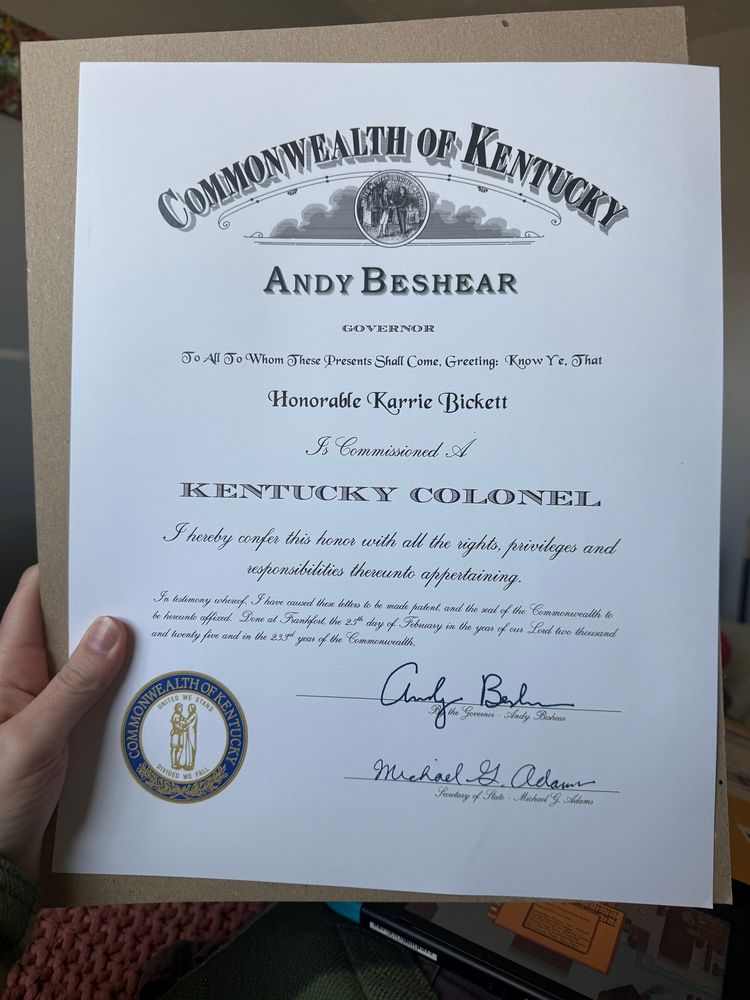 COMMONWEALTH OF KENTUCKY
ANDY BESHEAR
GOVERNOR
To All To Whom These Presents Shall Come, Greeting: Know Ye, That
Honorable Karrie Bickett
Is Commissioned A
KENTUCKY COLONEL
I hereby confer this honor with all the rights, privileges and
responsibilities thereunto appertaining.
In testimony whereof, I have caused these letters to be made patent, and the seal of the Commonwealth to
be hereunto affixed. Done at Frankfort, the 25th day of February in the year of our Lord two thousand
and twenty five and in the 233rd year of the Commonwealth.
COMMONWEALTH OF KENTUCKY
UNITED WE STAND
DIVIDED WE FALL
Andy Beshear
By the Governor - Andy Beshear
Michael G. Adams
Secretary of State - Michael G. Adams